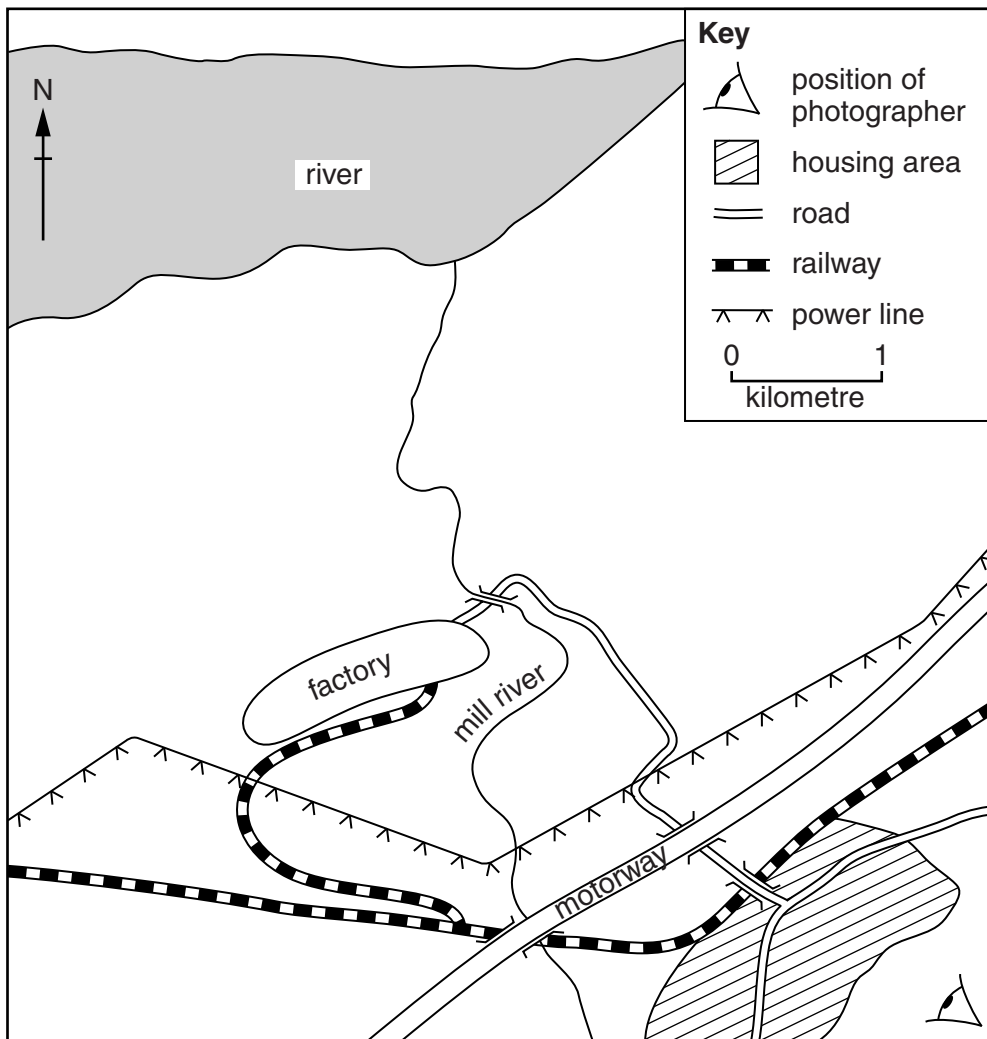 Key
position of
photographer
housing area
road
railway
power line
0 1
kilometre
N
river
factory
mill river
motorway